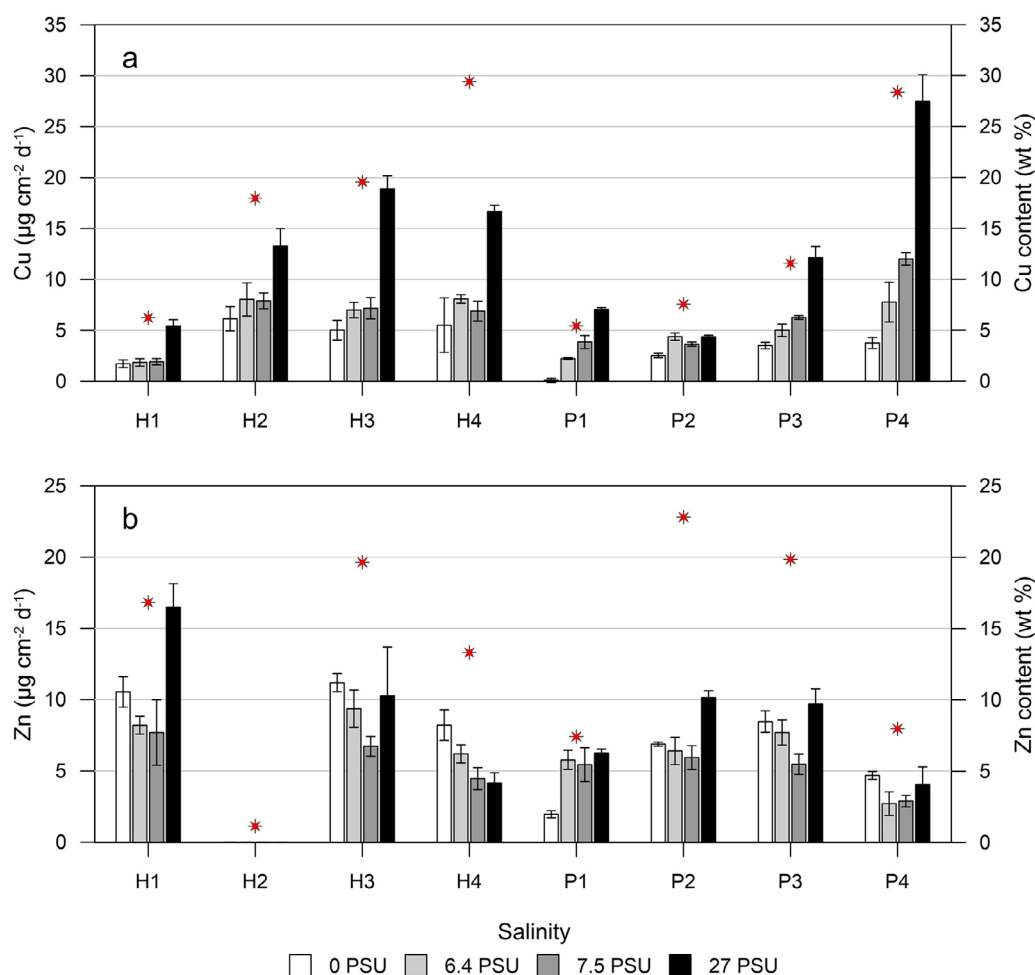 a
Cu (µg cm⁻² d⁻¹)
35
30
25
20
15
10
5
0
Cu content (wt %)
35
30
25
20
15
10
5
0
H1 H2 H3 H4 P1 P2 P3 P4
b
Zn (µg cm⁻² d⁻¹)
25
20
15
10
5
0
Zn content (wt %)
25
20
15
10
5
0
H1 H2 H3 H4 P1 P2 P3 P4
Salinity
0 PSU 6.4 PSU 7.5 PSU 27 PSU